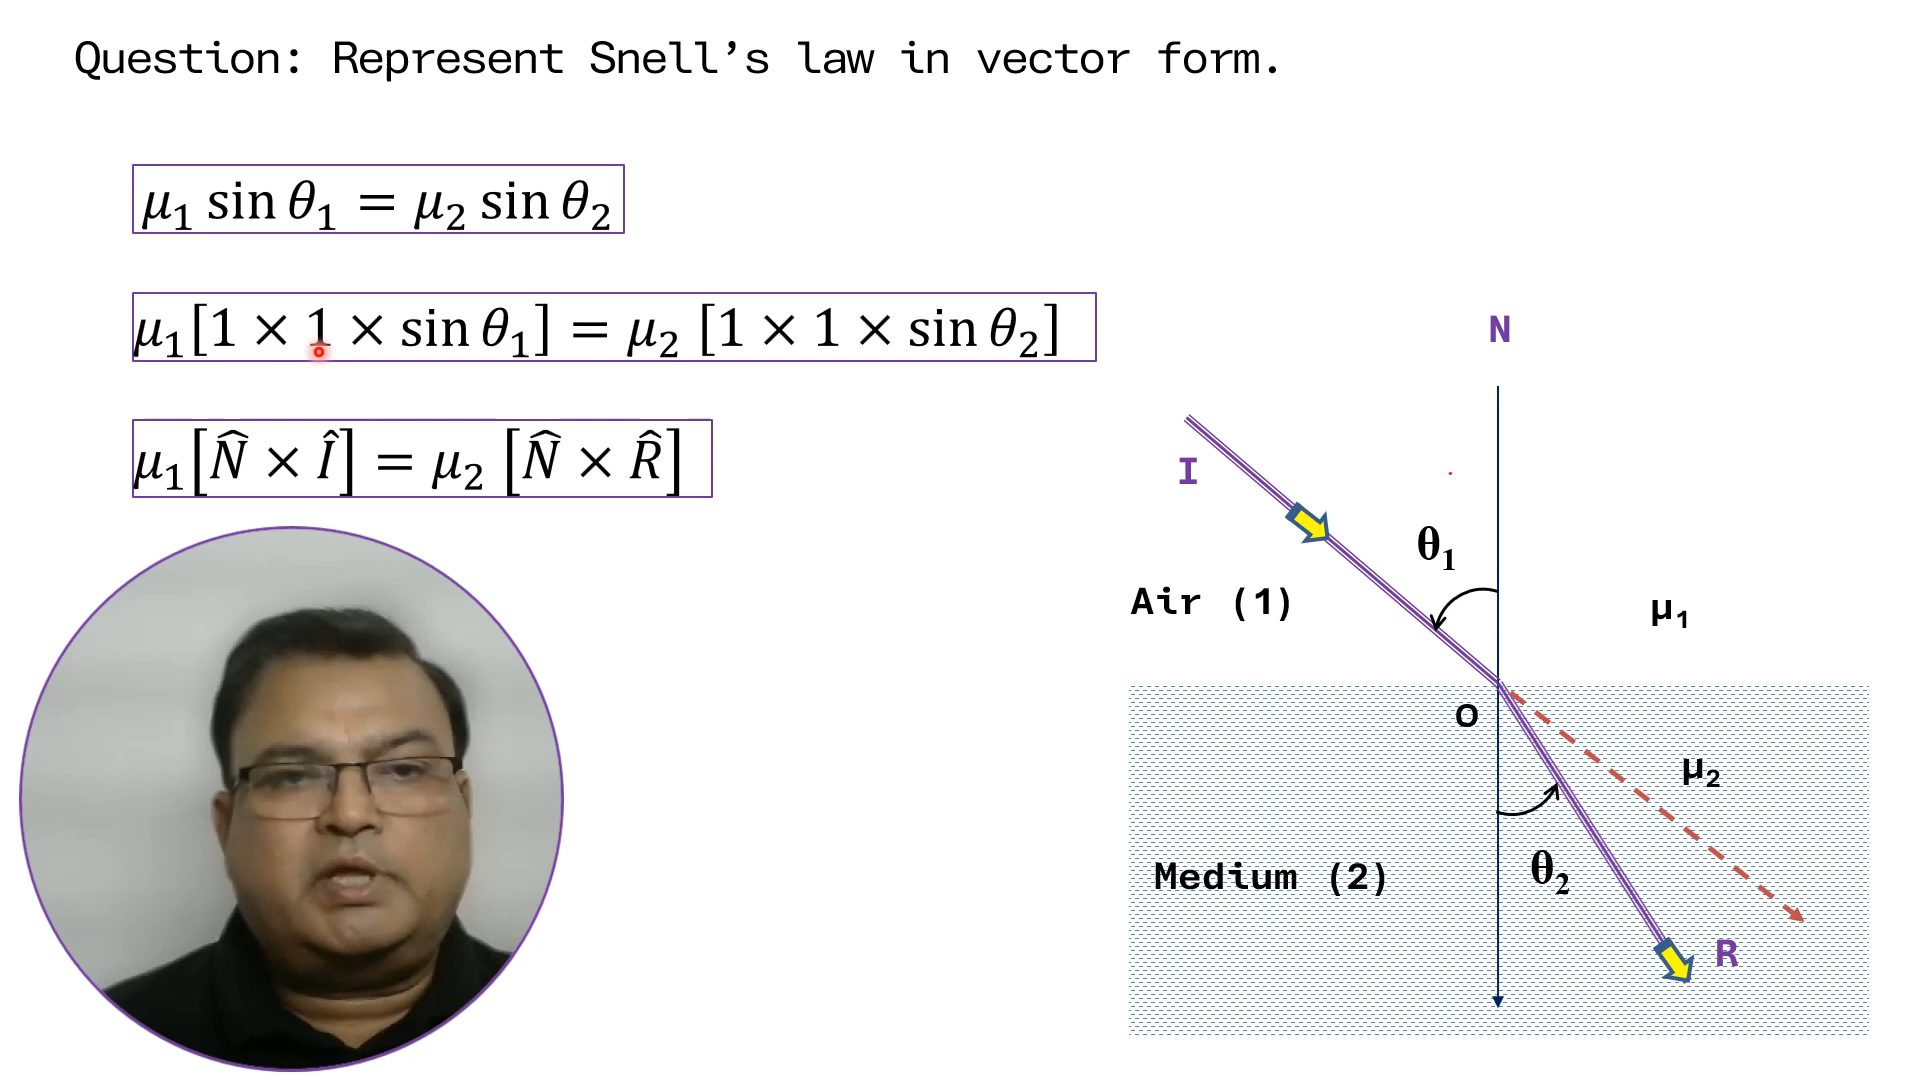 Question: Represent Snell’s law in vector form.
μ₁ sin θ₁ = μ₂ sin θ₂
μ₁[1 × 1 × sin θ₁] = μ₂ [1 × 1 × sin θ₂]
μ₁[N̂ × Î] = μ₂ [N̂ × R̂]
N
I
θ₁
Air (1)
μ₁
O
μ₂
Medium (2)
θ₂
R